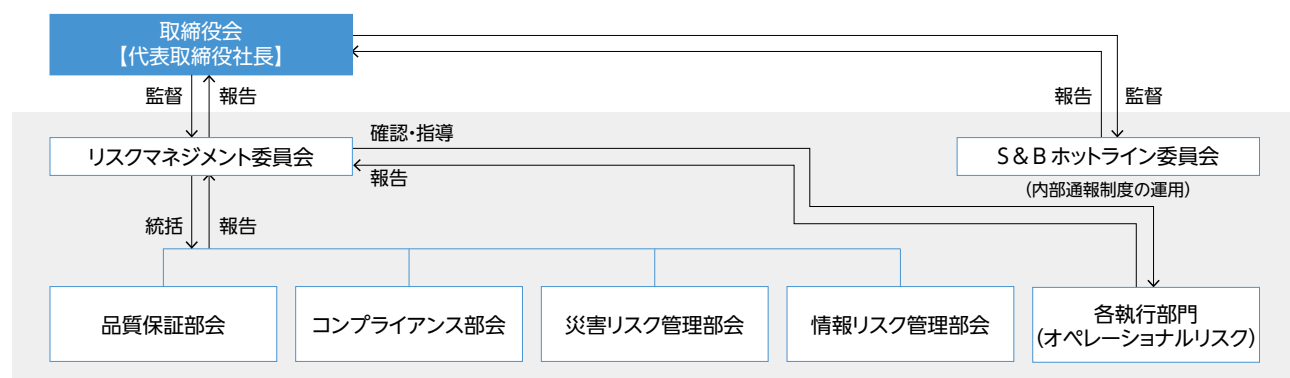 取締役会
【代表取締役社長】
監督
報告
報告
監督
リスクマネジメント委員会
確認・指導
報告
S&Bホットライン委員会
(内部通報制度の運用)
統括
報告
品質保証部会
コンプライアンス部会
災害リスク管理部会
情報リスク管理部会
各執行部門
(オペレーショナルリスク)